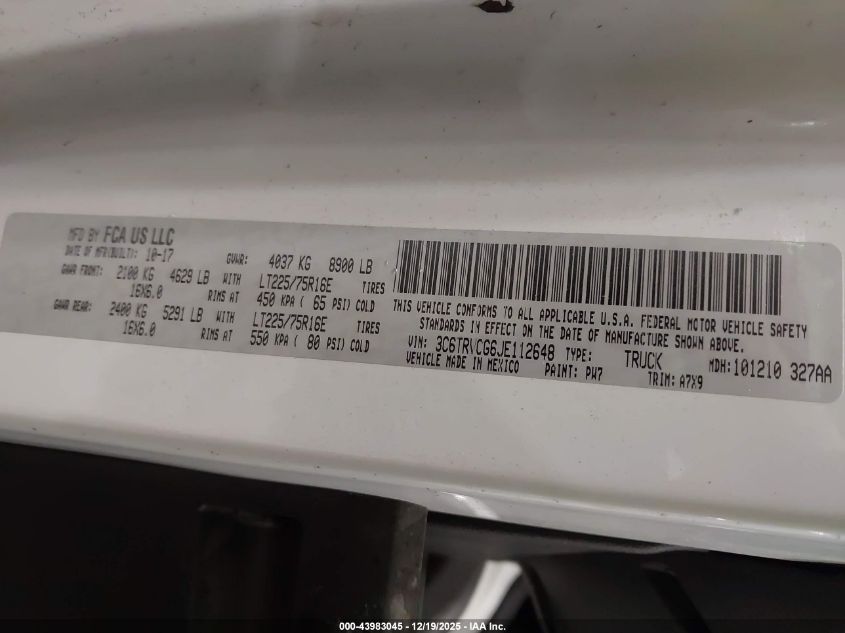 MFD BY FCA US LLC
DATE OF MFR(BUILT): 10-17 GVWR: 4037 KG 8900 LB
GAWR FRONT: 2100 KG 4629 LB WITH LT225/75R16E TIRES
16X6.0 RIMS AT 450 KPA ( 65 PSI) COLD
GAWR REAR: 2400 KG 5291 LB WITH LT225/75R16E TIRES
16X6.0 RIMS AT 550 KPA ( 80 PSI) COLD
THIS VEHICLE CONFORMS TO ALL APPLICABLE U.S.A. FEDERAL MOTOR VEHICLE SAFETY
STANDARDS IN EFFECT ON THE DATE OF MANUFACTURE SHOWN ABOVE.
VIN: 3C6TRVCG6JE112648 TYPE: TRUCK MDH: 101210 327AA
VEHICLE MADE IN MEXICO PAINT: PW7 TRIM: A7X9
000-43983045 - 12/19/2025 - IAA Inc.